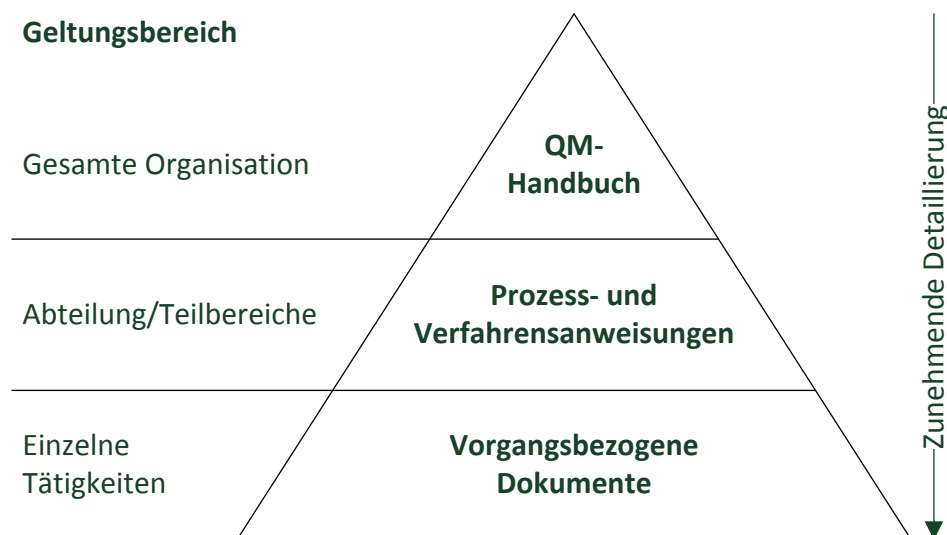 Geltungsbereich
Gesamte Organisation
QM-
Handbuch
Abteilung/Teilbereiche
Prozess- und
Verfahrensanweisungen
Einzelne
Tätigkeiten
Vorgangsbezogene
Dokumente
Zunehmende Detaillierung